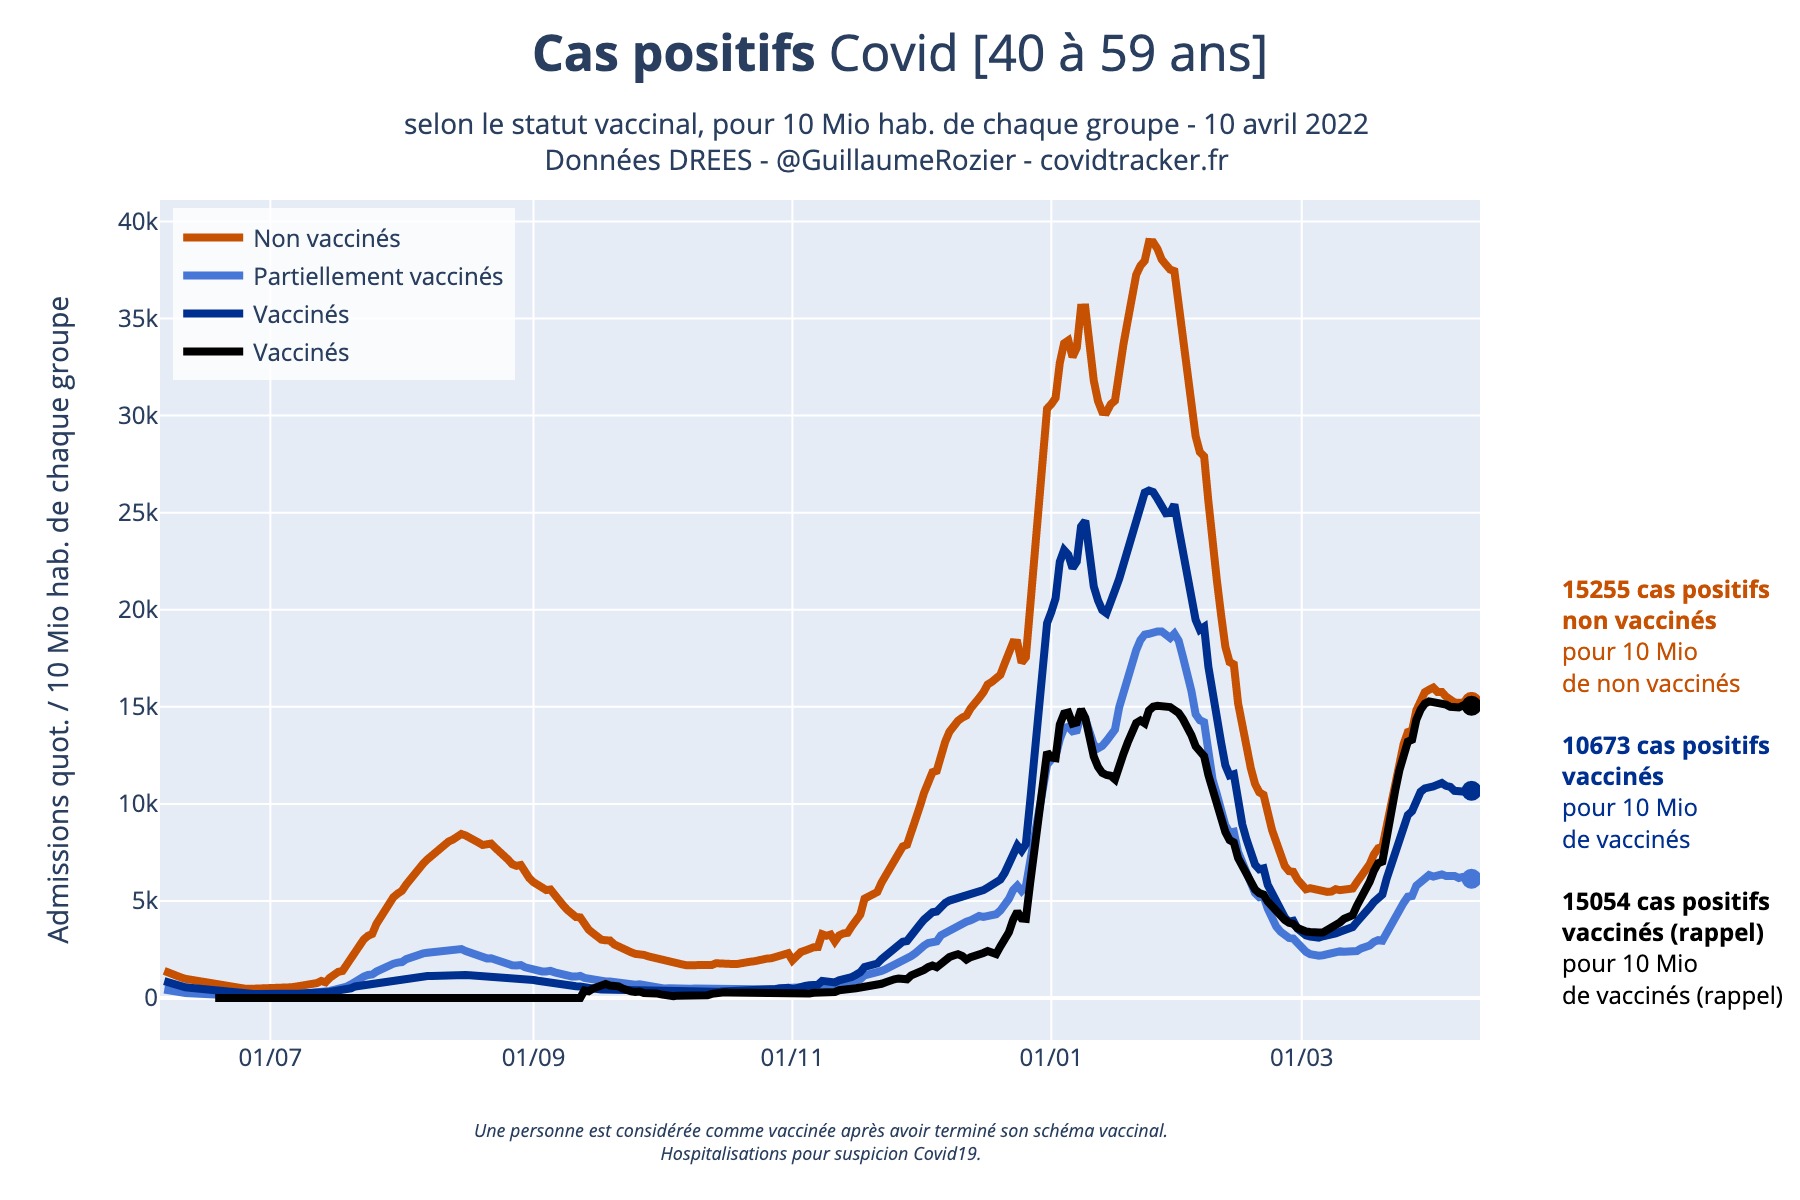 Cas positifs Covid [40 à 59 ans]
selon le statut vaccinal, pour 10 Mio hab. de chaque groupe - 10 avril 2022
Données DREES - @GuillaumeRozier - covidtracker.fr
Admissions quot. / 10 Mio hab. de chaque groupe
40k
35k
30k
25k
20k
15k
10k
5k
0
Non vaccinés
Partiellement vaccinés
Vaccinés
Vaccinés
01/07
01/09
01/11
01/01
01/03
15255 cas positifs
non vaccinés
pour 10 Mio
de non vaccinés
10673 cas positifs
vaccinés
pour 10 Mio
de vaccinés
15054 cas positifs
vaccinés (rappel)
pour 10 Mio
de vaccinés (rappel)
Une personne est considérée comme vaccinée après avoir terminé son schéma vaccinal.
Hospitalisations pour suspicion Covid19.